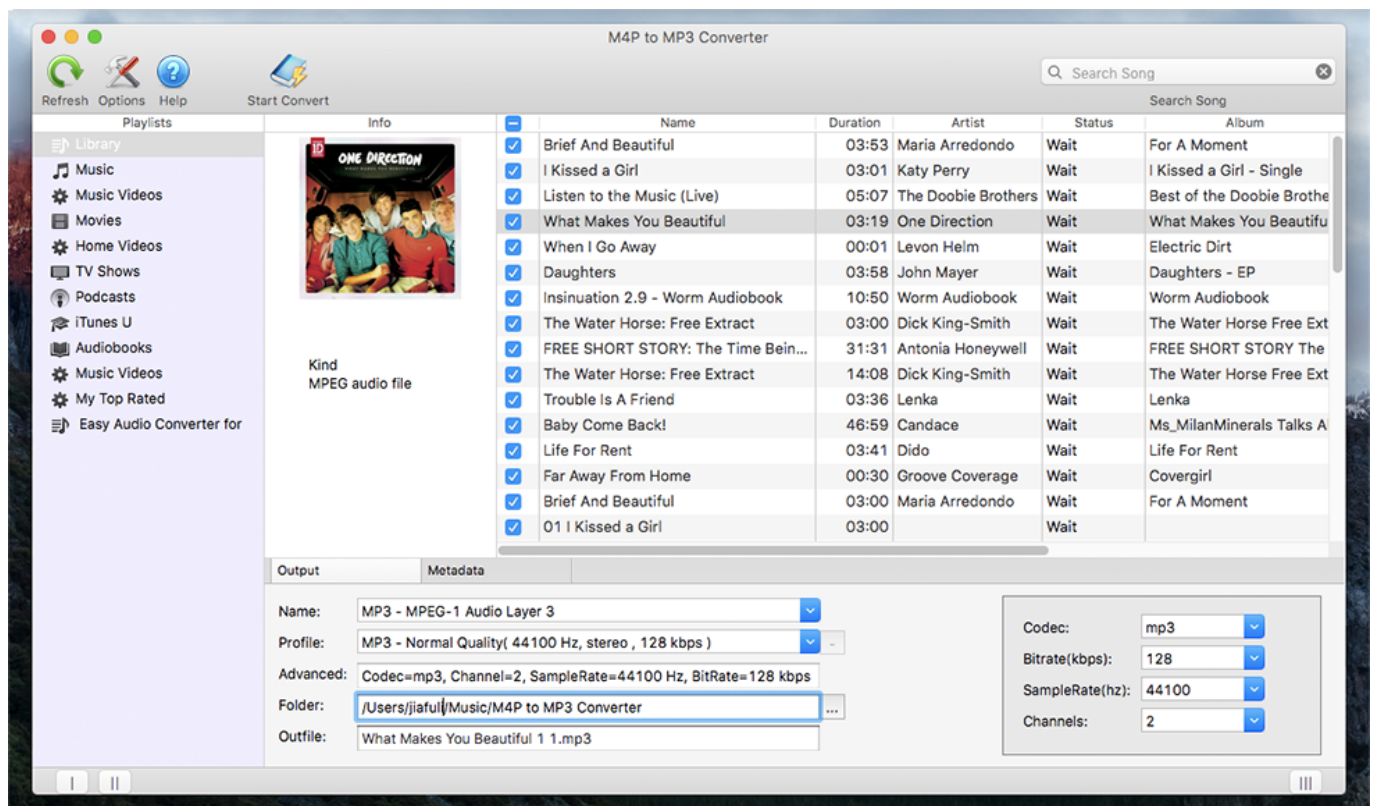 M4P to MP3 Converter
Refresh Options Help Start Convert
Search Song
Search Song
Playlists Info Name Duration Artist Status Album
Library
Music
Music Videos
Movies
Home Videos
TV Shows
Podcasts
iTunes U
Audiobooks
Music Videos
My Top Rated
Easy Audio Converter for
1D ONE DIRECTION
WHAT MAKES YOU BEAUTIFUL
Kind
MPEG audio file
Brief And Beautiful 03:53 Maria Arredondo Wait For A Moment
I Kissed a Girl 03:01 Katy Perry Wait I Kissed a Girl - Single
Listen to the Music (Live) 05:07 The Doobie Brothers Wait Best of the Doobie Brothe
What Makes You Beautiful 03:19 One Direction Wait What Makes You Beautifu
When I Go Away 00:01 Levon Helm Wait Electric Dirt
Daughters 03:58 John Mayer Wait Daughters - EP
Insinuation 2.9 - Worm Audiobook 10:50 Worm Audiobook Wait Worm Audiobook
The Water Horse: Free Extract 03:00 Dick King-Smith Wait The Water Horse Free Ext
FREE SHORT STORY: The Time Bein... 31:31 Antonia Honeywell Wait FREE SHORT STORY The
The Water Horse: Free Extract 14:08 Dick King-Smith Wait The Water Horse Free Ext
Trouble Is A Friend 03:36 Lenka Wait Lenka
Baby Come Back! 46:59 Candace Wait Ms_MilanMinerals Talks A
Life For Rent 03:41 Dido Wait Life For Rent
Far Away From Home 00:30 Groove Coverage Wait Covergirl
Brief And Beautiful 03:00 Maria Arredondo Wait For A Moment
01 I Kissed a Girl 03:00 Wait
Output Metadata
Name: MP3 - MPEG-1 Audio Layer 3
Profile: MP3 - Normal Quality( 44100 Hz, stereo , 128 kbps )
Advanced: Codec=mp3, Channel=2, SampleRate=44100 Hz, BitRate=128 kbps
Folder: /Users/jiafuli/Music/M4P to MP3 Converter ...
Outfile: What Makes You Beautiful 1 1.mp3
Codec: mp3
Bitrate(kbps): 128
SampleRate(hz): 44100
Channels: 2